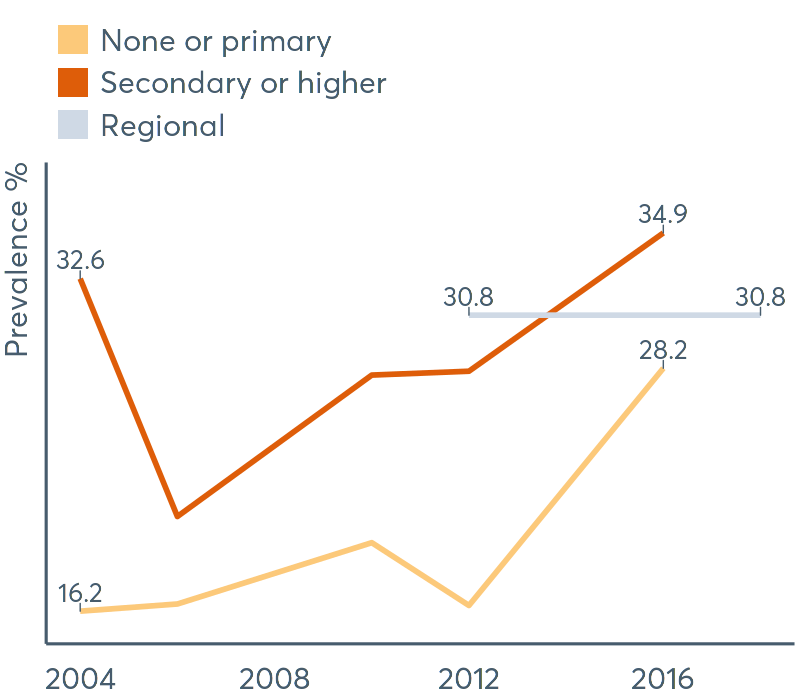 None or primary
Secondary or higher
Regional
Prevalence %
34.9
32.6
30.8 30.8
28.2
16.2
2004 2008 2012 2016